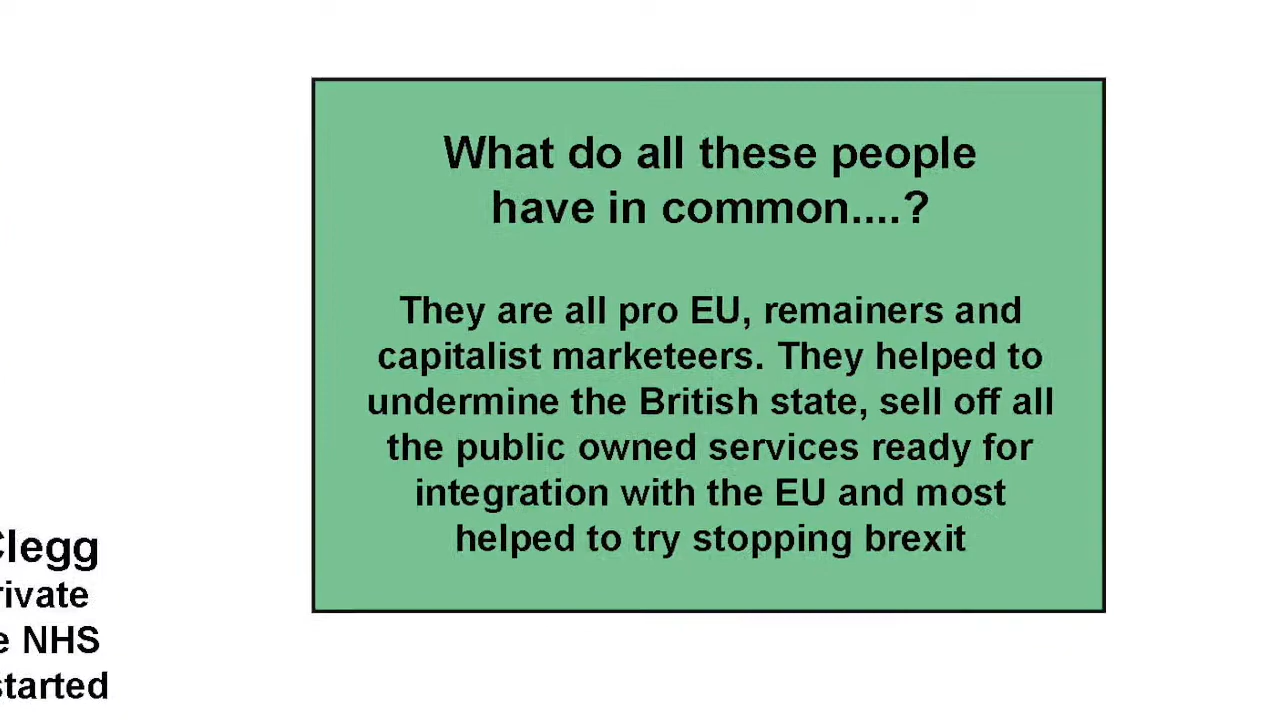 What do all these people
have in common....?
They are all pro EU, remainers and
capitalist marketeers. They helped to
undermine the British state, sell off all
the public owned services ready for
integration with the EU and most
helped to try stopping brexit
Clegg
rivate
e NHS
started